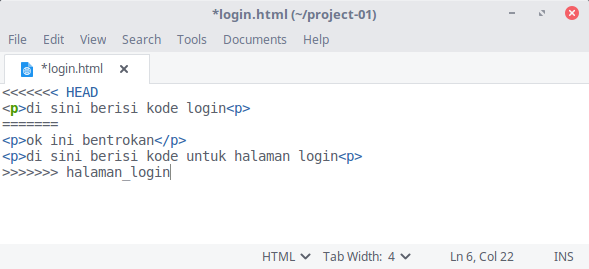 *login.html (~/project-01)
File Edit View Search Tools Documents Help
*login.html
<<<<<<< HEAD
<p>di sini berisi kode login<p>
=======
<p>ok ini bentrokan</p>
<p>di sini berisi kode untuk halaman login<p>
>>>>>>> halaman_login
HTML Tab Width: 4 Ln 6, Col 22 INS